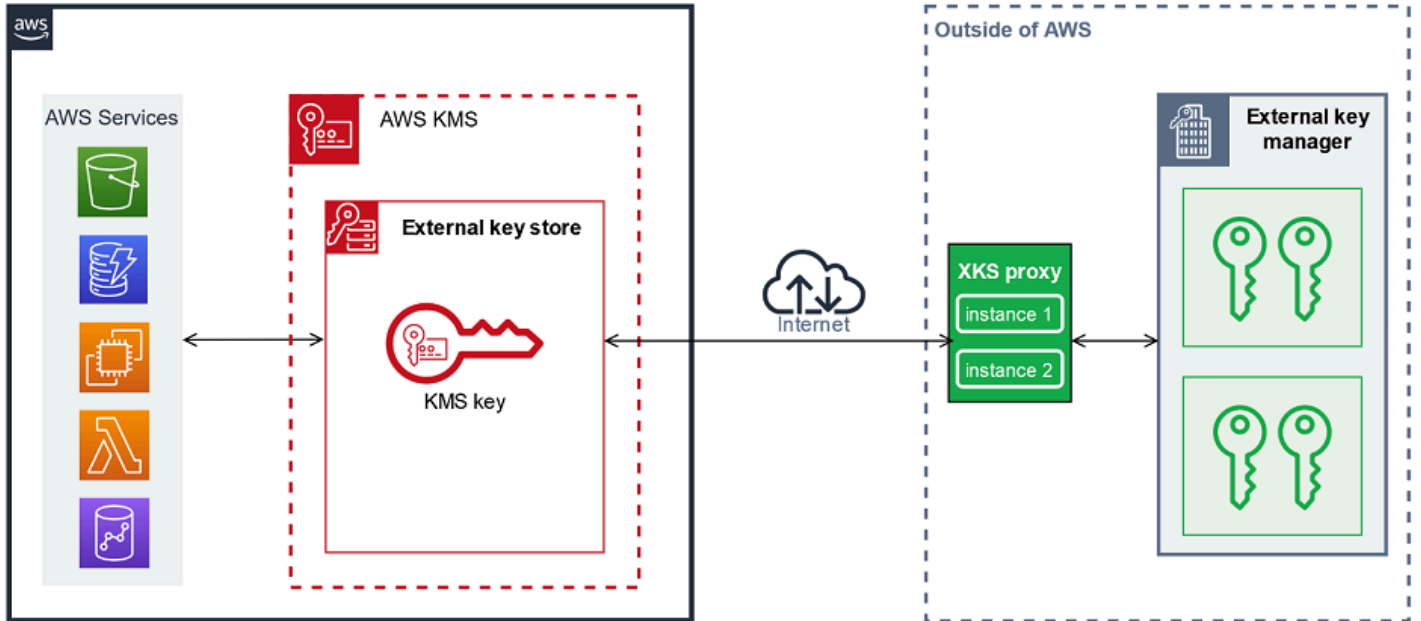 aws
Outside of AWS
AWS Services
AWS KMS
External key
manager
External key store
XKS proxy
instance 1
Internet
instance 2
KMS key